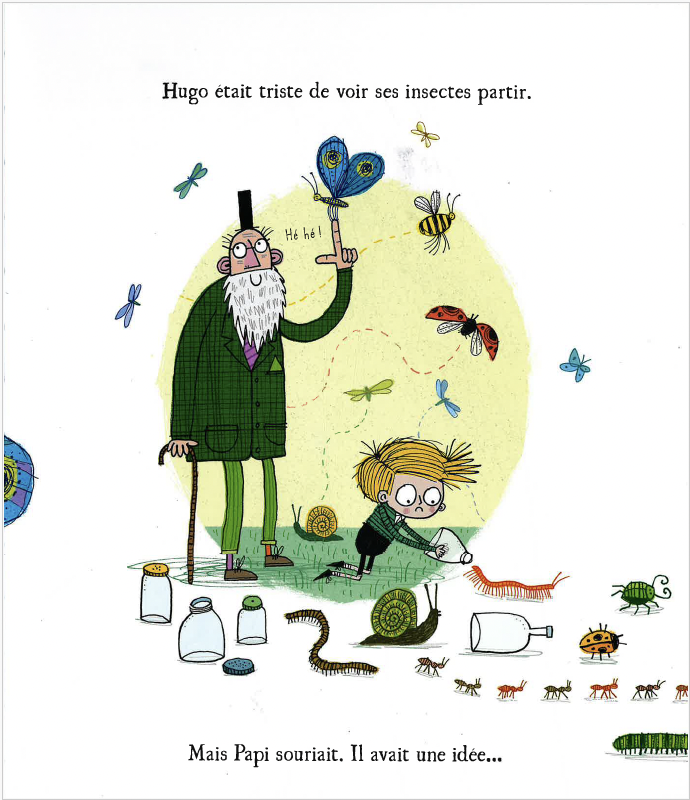 Hugo était triste de voir ses insectes partir.
Hé hé !
Mais Papi souriait. Il avait une idée...